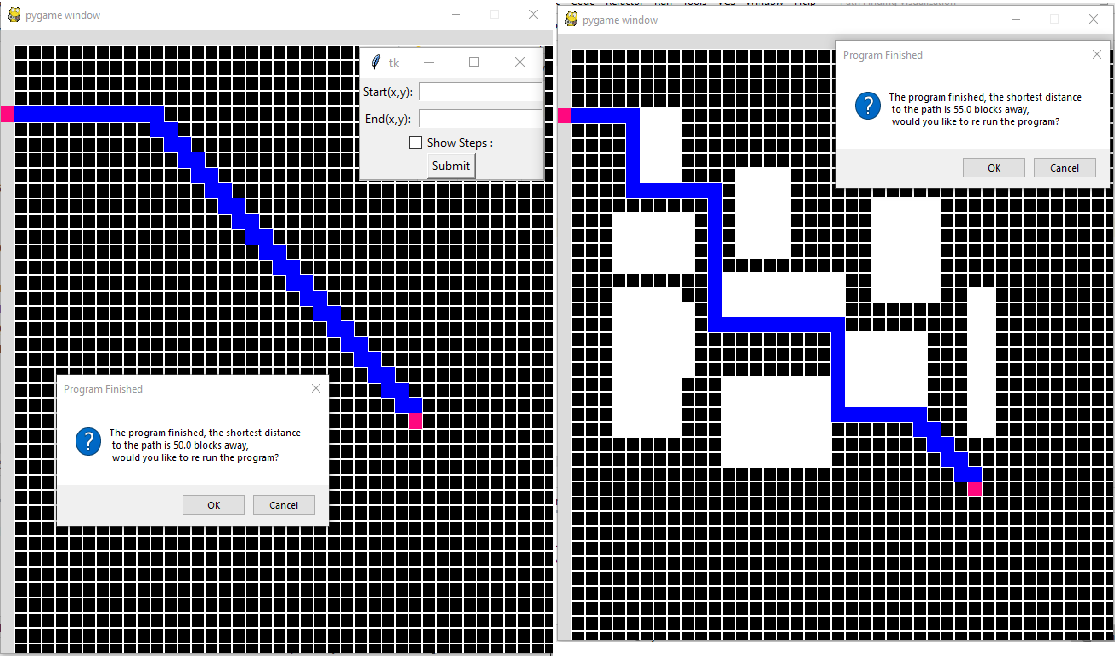 pygame window
tk
Start(x,y):
End(x,y):
Show Steps :
Submit
Program Finished
The program finished, the shortest distance
to the path is 50.0 blocks away,
would you like to re run the program?
OK
Cancel
pygame window
Program Finished
The program finished, the shortest distance
to the path is 55.0 blocks away,
would you like to re run the program?
OK
Cancel